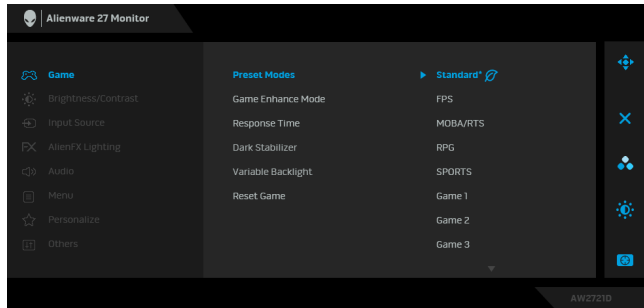 Alienware 27 Monitor
Game
Preset Modes
Standard*
Brightness/Contrast
Game Enhance Mode
FPS
Input Source
Response Time
MOBA/RTS
AlienFX Lighting
Dark Stabilizer
RPG
Audio
Variable Backlight
SPORTS
Menu
Reset Game
Game 1
Personalize
Game 2
Others
Game 3
AW2721D